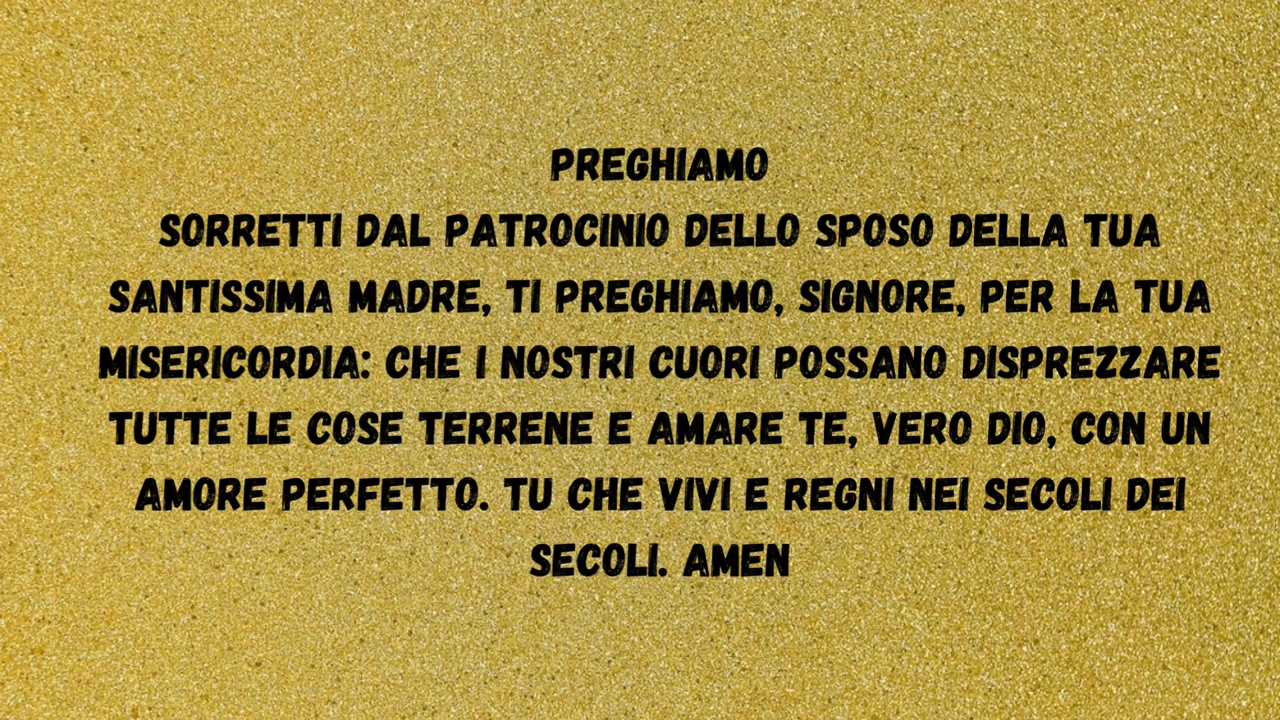 PREGHIAMO
SORRETTI DAL PATROCINIO DELLO SPOSO DELLA TUA
SANTISSIMA MADRE, TI PREGHIAMO, SIGNORE, PER LA TUA
MISERICORDIA: CHE I NOSTRI CUORI POSSANO DISPREZZARE
TUTTE LE COSE TERRENE E AMARE TE, VERO DIO, CON UN
AMORE PERFETTO. TU CHE VIVI E REGNI NEI SECOLI DEI
SECOLI. AMEN